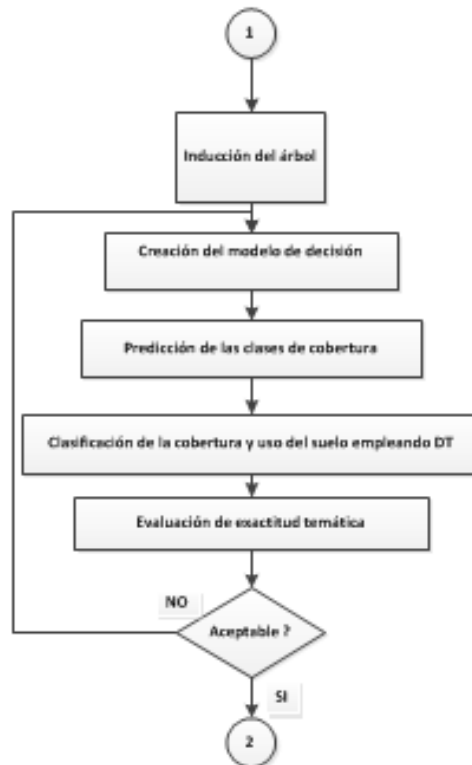 1
Inducción del árbol
Creación del modelo de decisión
Predicción de las clases de cobertura
Clasificación de la cobertura y uso del suelo empleando DT
Evaluación de exactitud temática
NO
Aceptable ?
SI
2